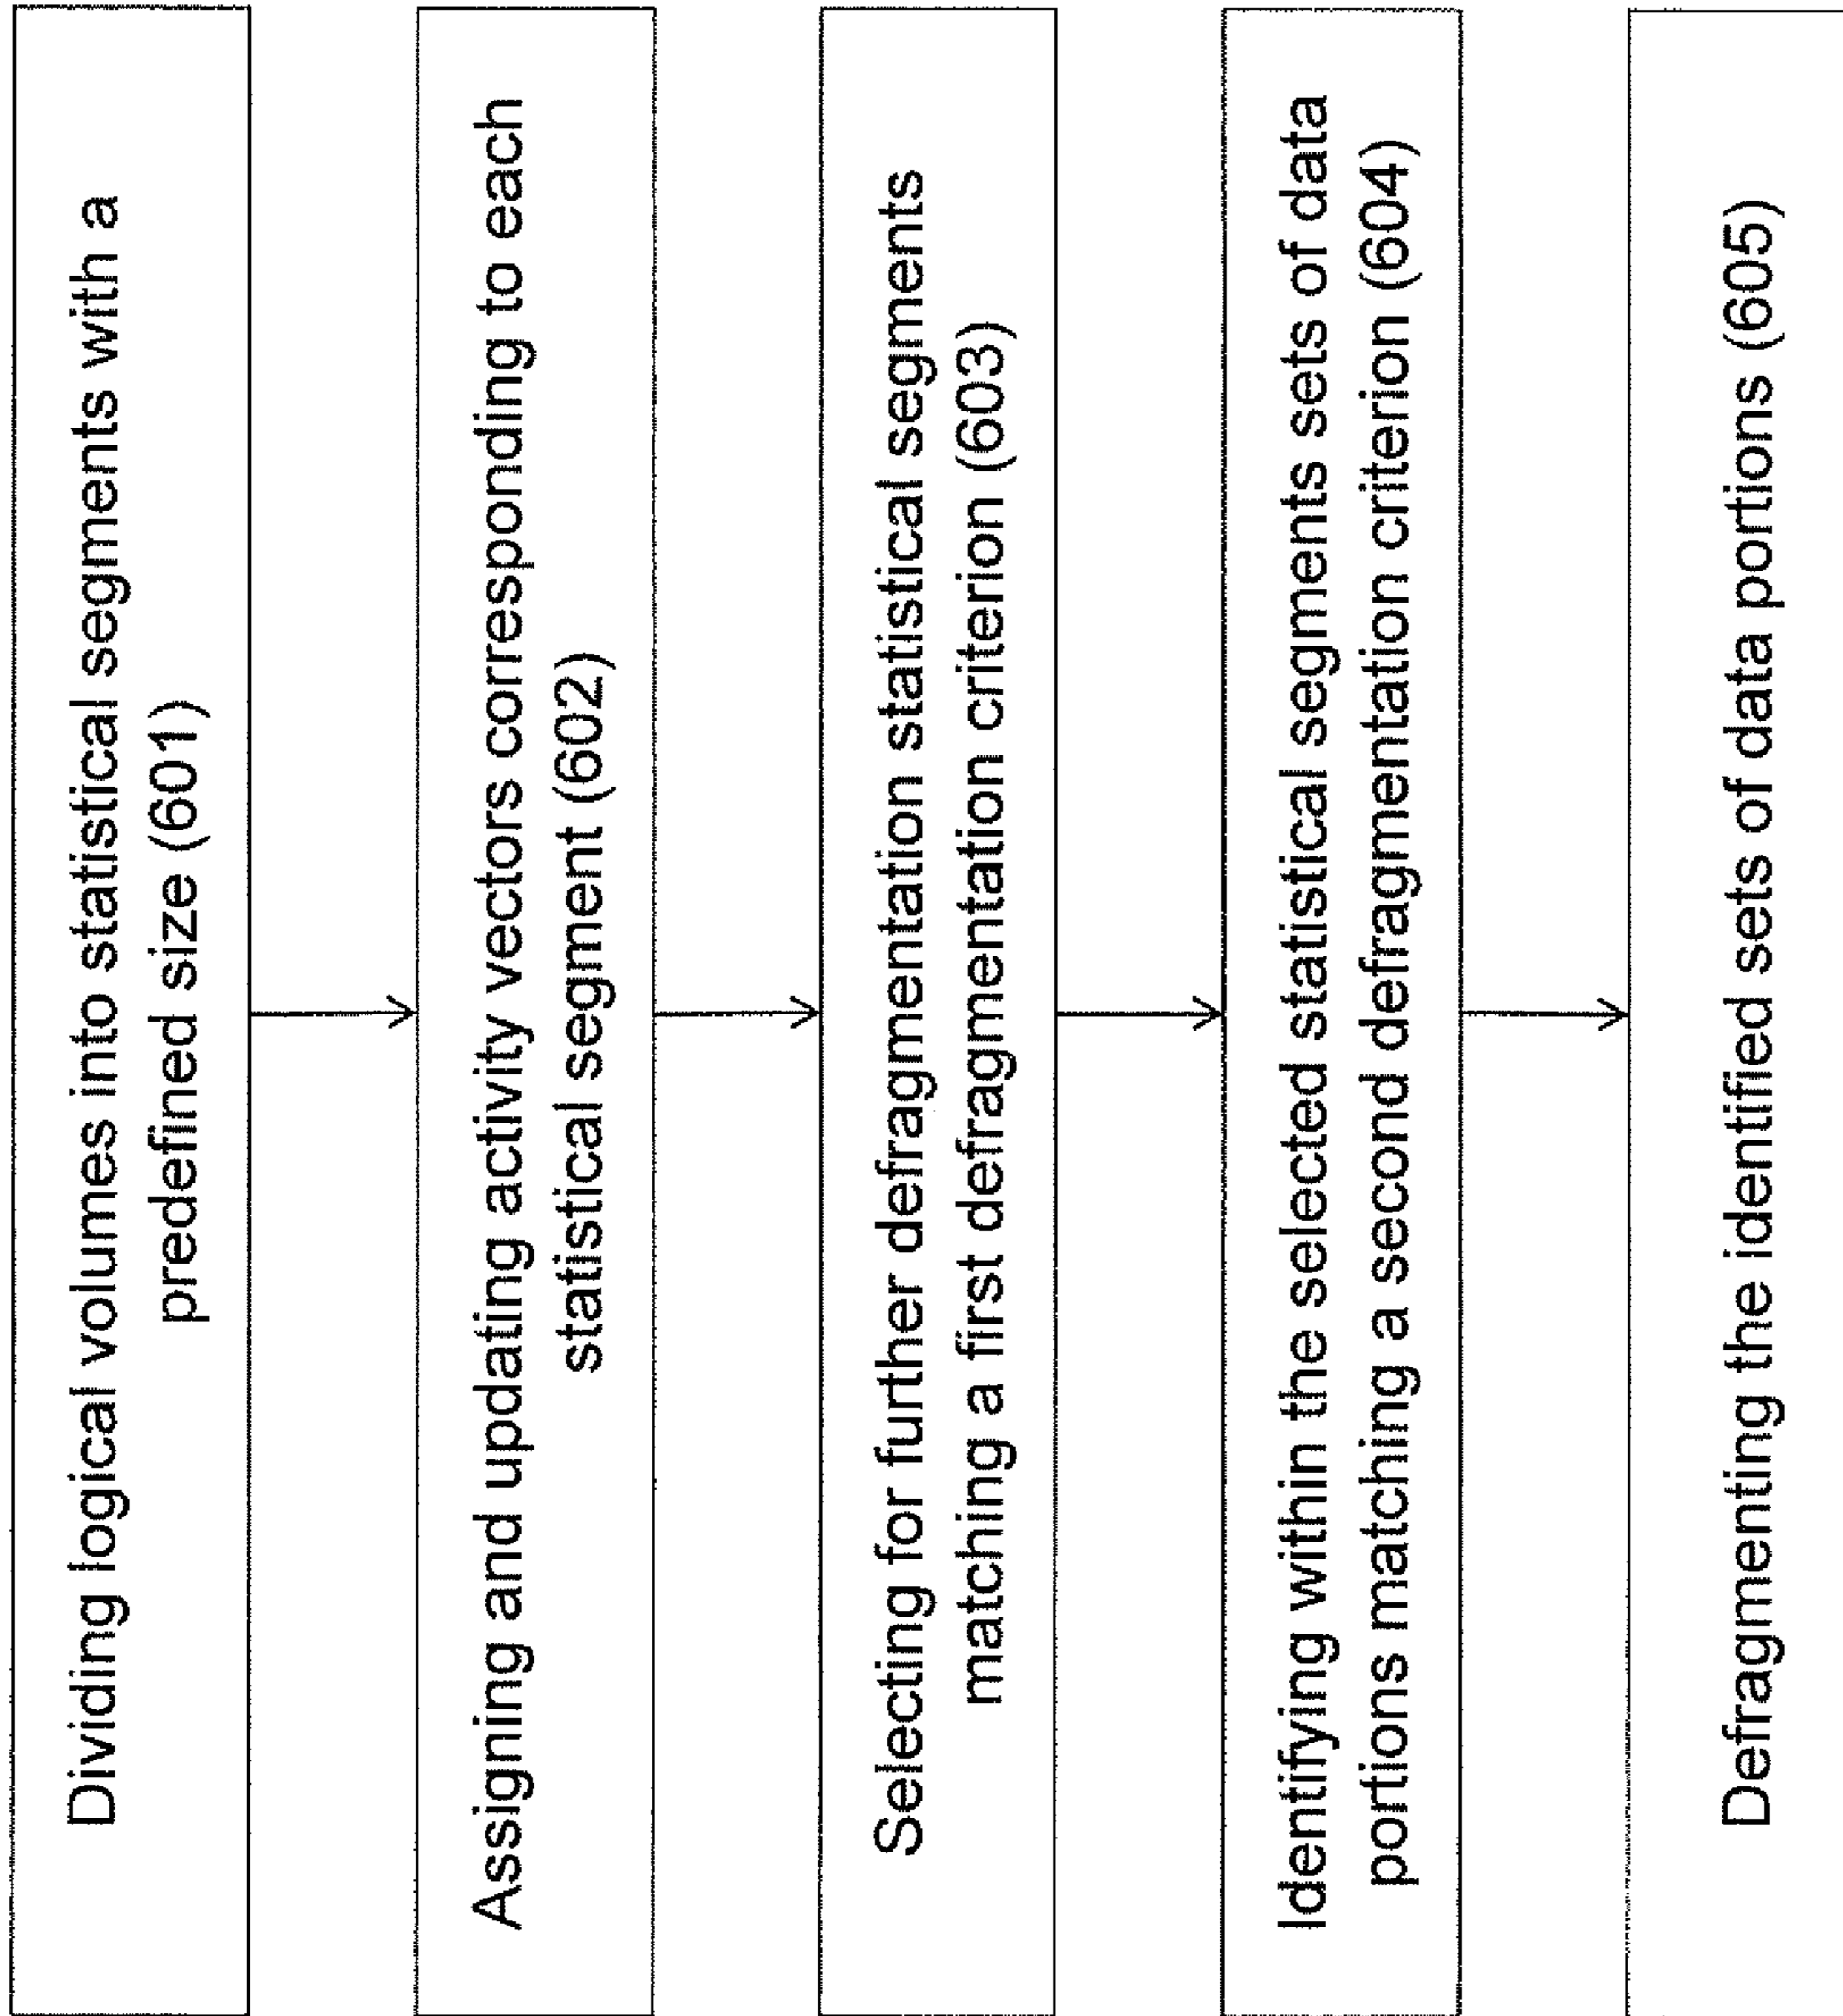 Dividing logical volumes into statistical segments with a
predefined size (601)
Assigning and updating activity vectors corresponding to each
statistical segment (602)
Selecting for further defragmentation statistical segments
matching a first defragmentation criterion (603)
Identifying within the selected statistical segments sets of data
portions matching a second defragmentation criterion (604)
Defragmenting the identified sets of data portions (605)